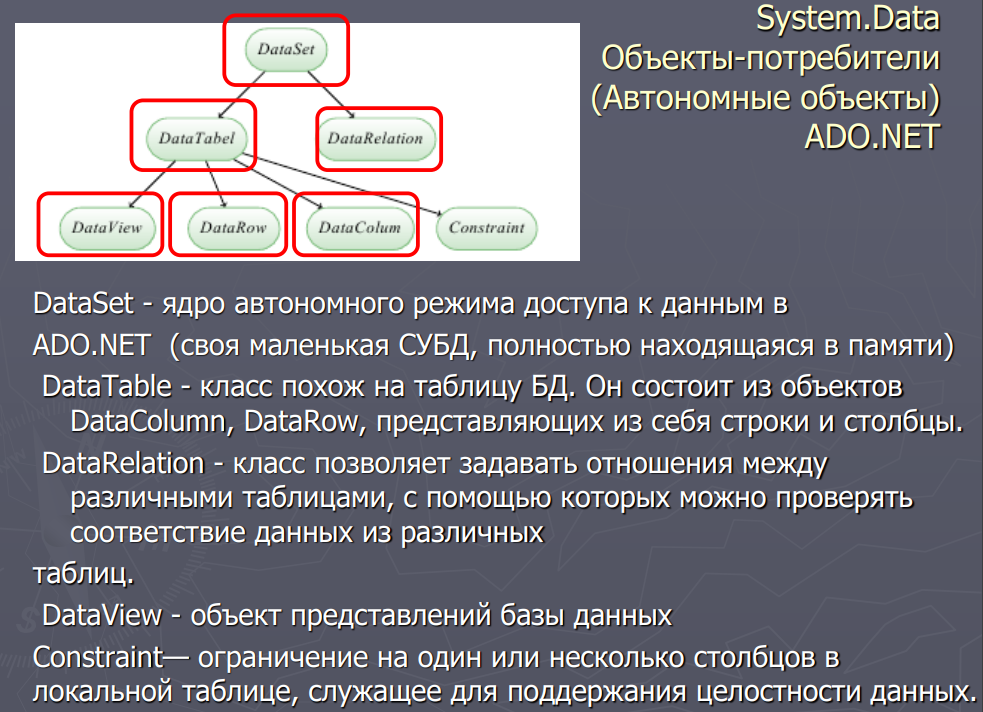 System.Data
Объекты-потребители
(Автономные объекты)
ADO.NET
DataSet
DataTabel
DataRelation
DataView
DataRow
DataColum
Constraint
DataSet - ядро автономного режима доступа к данным в
ADO.NET (своя маленькая СУБД, полностью находящаяся в памяти)
DataTable - класс похож на таблицу БД. Он состоит из объектов
DataColumn, DataRow, представляющих из себя строки и столбцы.
DataRelation - класс позволяет задавать отношения между
различными таблицами, с помощью которых можно проверять
соответствие данных из различных
таблиц.
DataView - объект представлений базы данных
Constraint— ограничение на один или несколько столбцов в
локальной таблице, служащее для поддержания целостности данных.